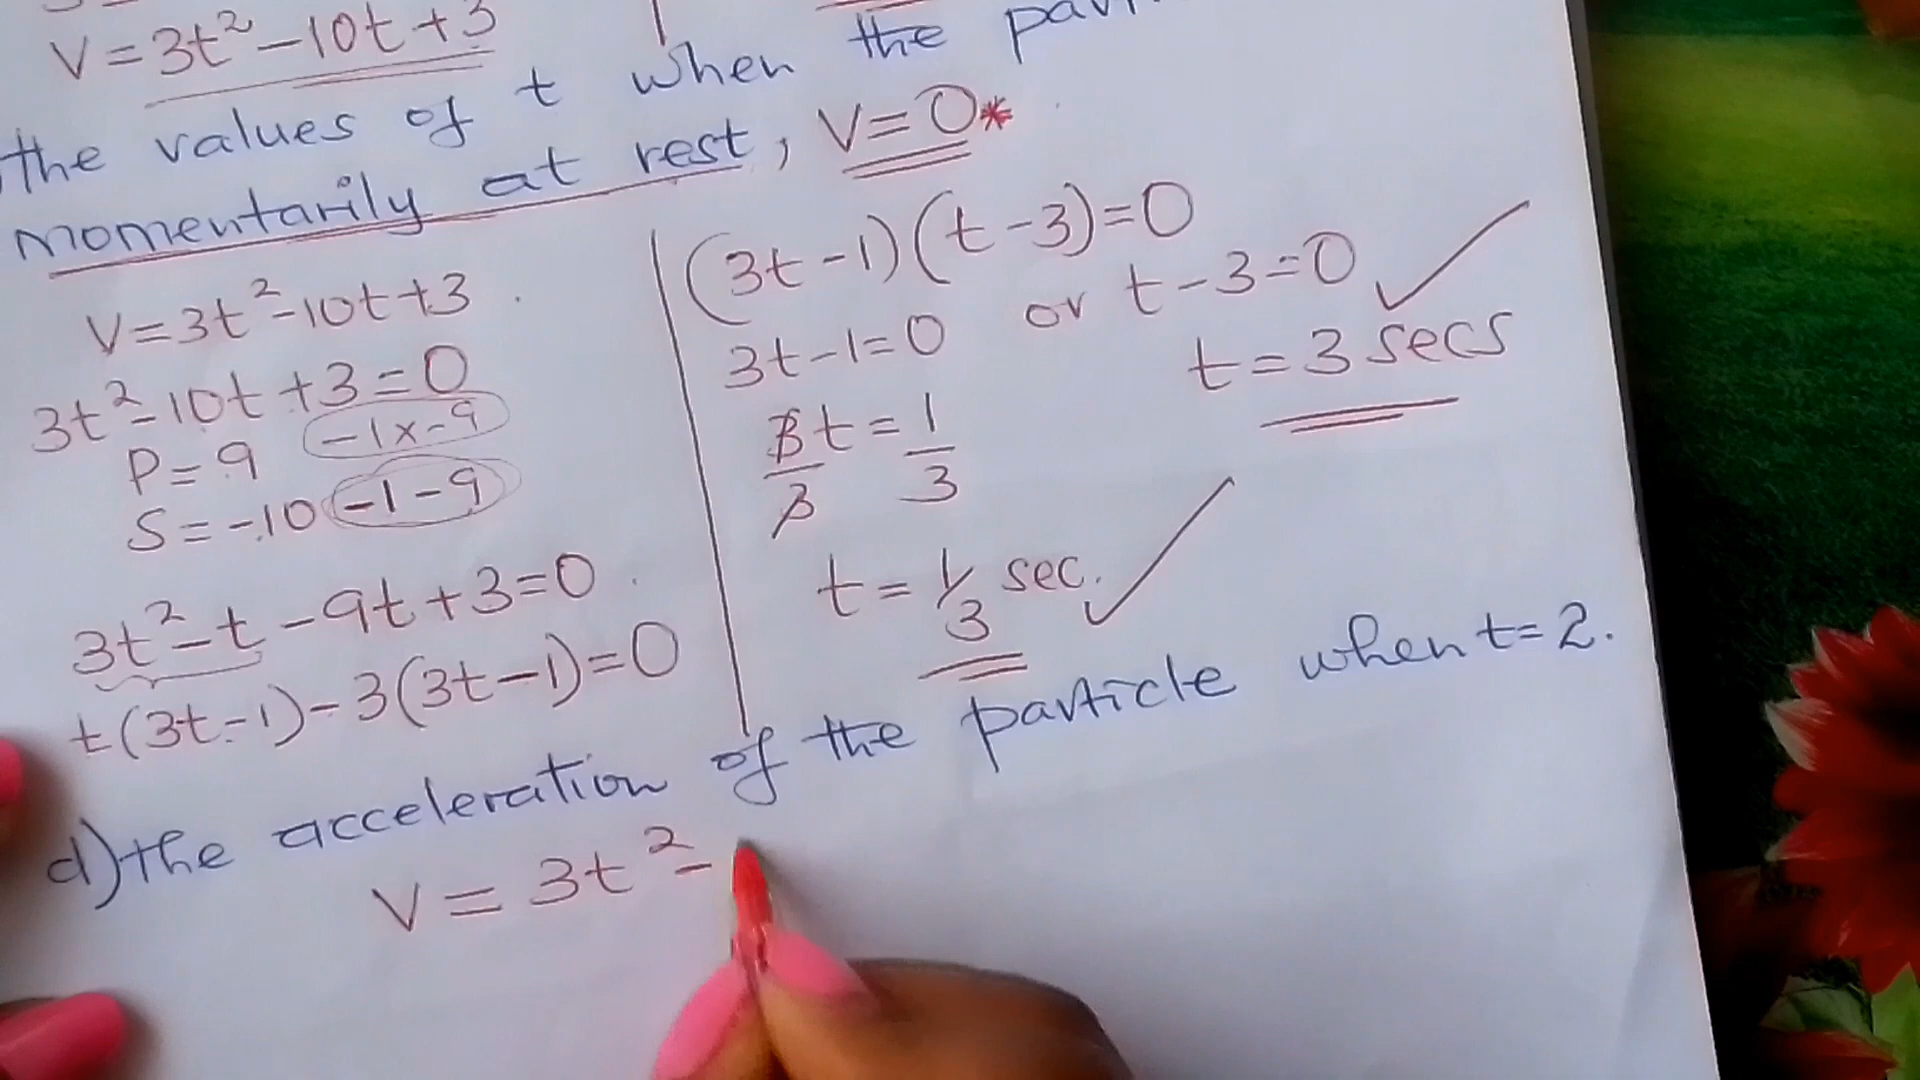 V=3t²-10t+3
the values of t when the
momentarily at rest, V=0*
V=3t²-10t+3
3t²-10t+3=0
P=9 -1x-9
S=-10 -1-9
3t²-t-9t+3=0
t(3t-1)-3(3t-1)=0
(3t-1)(t-3)=0
3t-1=0 or t-3=0
t=3secs
3t/3=1/3
t=1/3 sec.
d)the acceleration of the particle when t=2.
V=3t²-